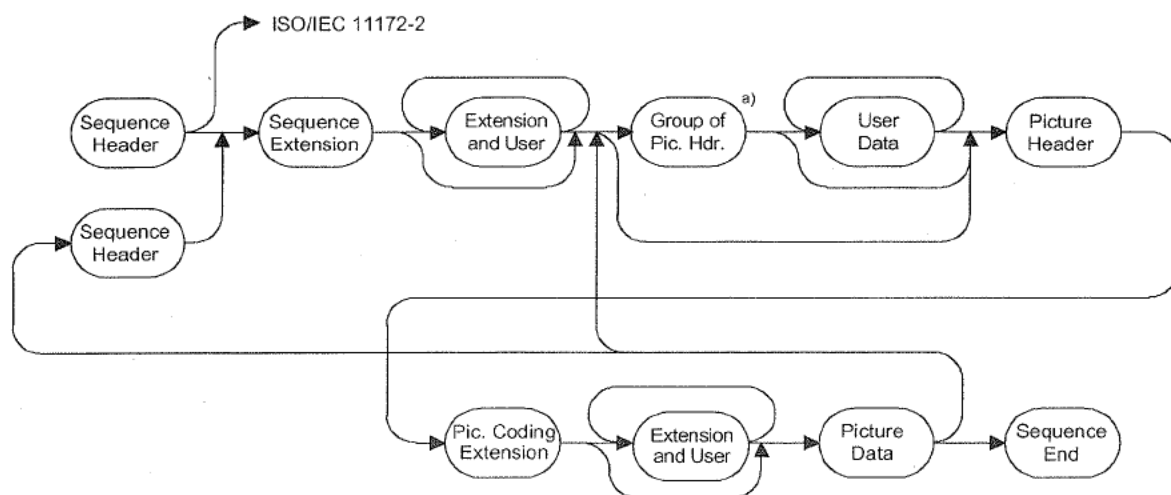 ISO/IEC 11172-2
Sequence
Header
Sequence
Extension
Extension
and User
Group of
Pic. Hdr.
a)
User
Data
Picture
Header
Sequence
Header
Pic. Coding
Extension
Extension
and User
Picture
Data
Sequence
End